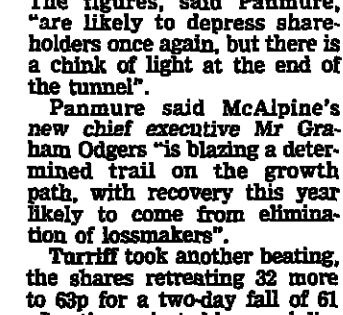 The figures, said Panmure,
"are likely to depress share-
holders once again, but there is
a chink of light at the end of
the tunnel".
Panmure said McAlpine's
new chief executive Mr Gra-
ham Odgers "is blazing a deter-
mined trail on the growth
path, with recovery this year
likely to come from elimina-
tion of lossmakers".
Turriff took another beating,
the shares retreating 32 more
to 63p for a two-day fall of 61